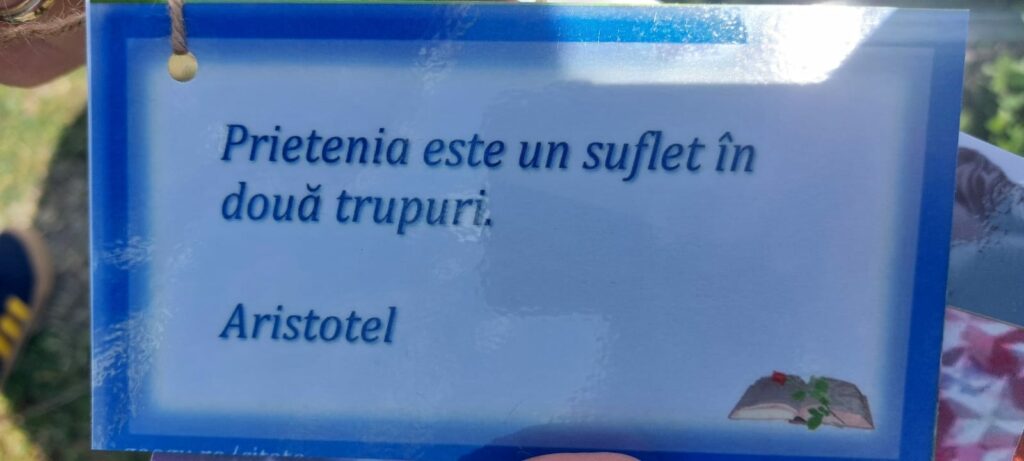 Prietenia este un suflet în
două trupuri.
Aristotel